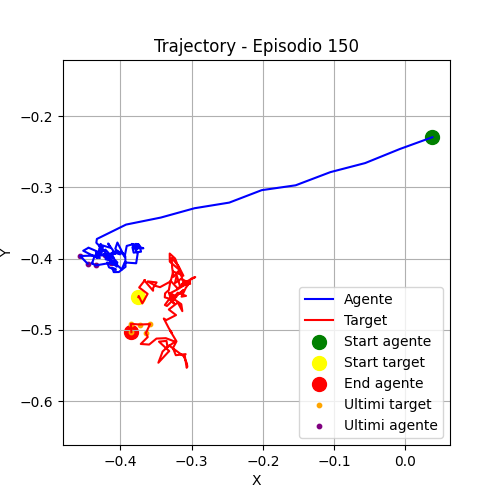 Trajectory - Episodio 150
Y
−0.2
−0.3
−0.4
−0.5
−0.6
−0.4
−0.3
−0.2
−0.1
0.0
X
Agente
Target
Start agente
Start target
End agente
Ultimi target
Ultimi agente